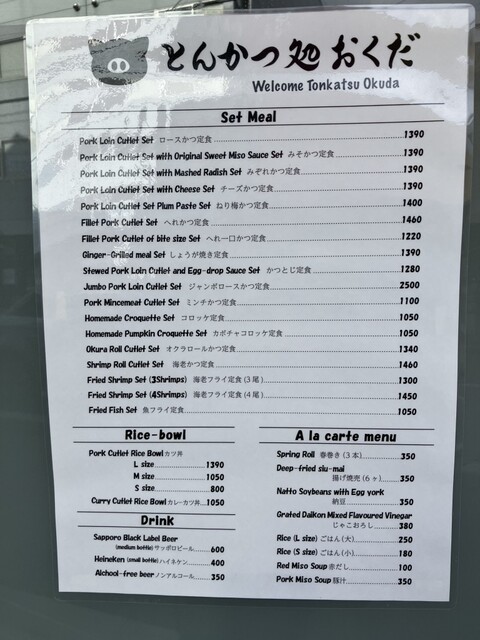 とんかつ処 おくだ
Welcome Tonkatsu Okuda
Set Meal
Pork Loin Cutlet Set ロースかつ定食 1390
Pork Loin Cutlet Set with Original Sweet Miso Sauce Set みそかつ定食 1390
Pork Loin Cutlet Set with Mashed Radish Set みぞれかつ定食 1390
Pork Loin Cutlet Set with Cheese Set チーズかつ定食 1390
Pork Loin Cutlet Set Plum Paste Set ねり梅かつ定食 1400
Fillet Pork Cutlet Set へれかつ定食 1460
Fillet Pork Cutlet of bite size Set へれ一口かつ定食 1220
Ginger-Grilled meal Set しょうが焼き定食 1390
Stewed Pork Loin Cutlet and Egg-drop Sauce Set かつとじ定食 1280
Jumbo Pork Loin Cutlet Set ジャンボロースかつ定食 2500
Pork Mincemeat Cutlet Set ミンチかつ定食 1100
Homemade Croquette Set コロッケ定食 1050
Homemade Pumpkin Croquette Set カボチャコロッケ定食 1050
Okura Roll Cutlet Set オクラロールかつ定食 1340
Shrimp Roll Cutlet Set 海老かつ定食 1460
Fried Shrimp Set (3Shrimps) 海老フライ定食(3尾) 1300
Fried Shrimp Set (4Shrimps) 海老フライ定食(4尾) 1450
Fried Fish Set 魚フライ定食 1050
Rice-bowl
Pork Cutlet Rice Bowl カツ丼
L size 1390
M size 1050
S size 800
Curry Cutlet Rice Bowl カレーカツ丼 1050
Drink
Sapporo Black Label Beer
(medium bottle) サッポロビール 600
Heineken (small bottle) ハイネケン 400
Alchool-free beer ノンアルコール 350
A la carte menu
Spring Roll 春巻き(3本) 350
Deep-fried siu-mai
揚げ焼売(6ヶ) 350
Natto Soybeans with Egg york
納豆 350
Grated Daikon Mixed Flavoured Vinegar
じゃこおろし 380
Rice (L size) ごはん(大) 250
Rice (S size) ごはん(小) 180
Red Miso Soup 赤だし 100
Pork Miso Soup 豚汁 350